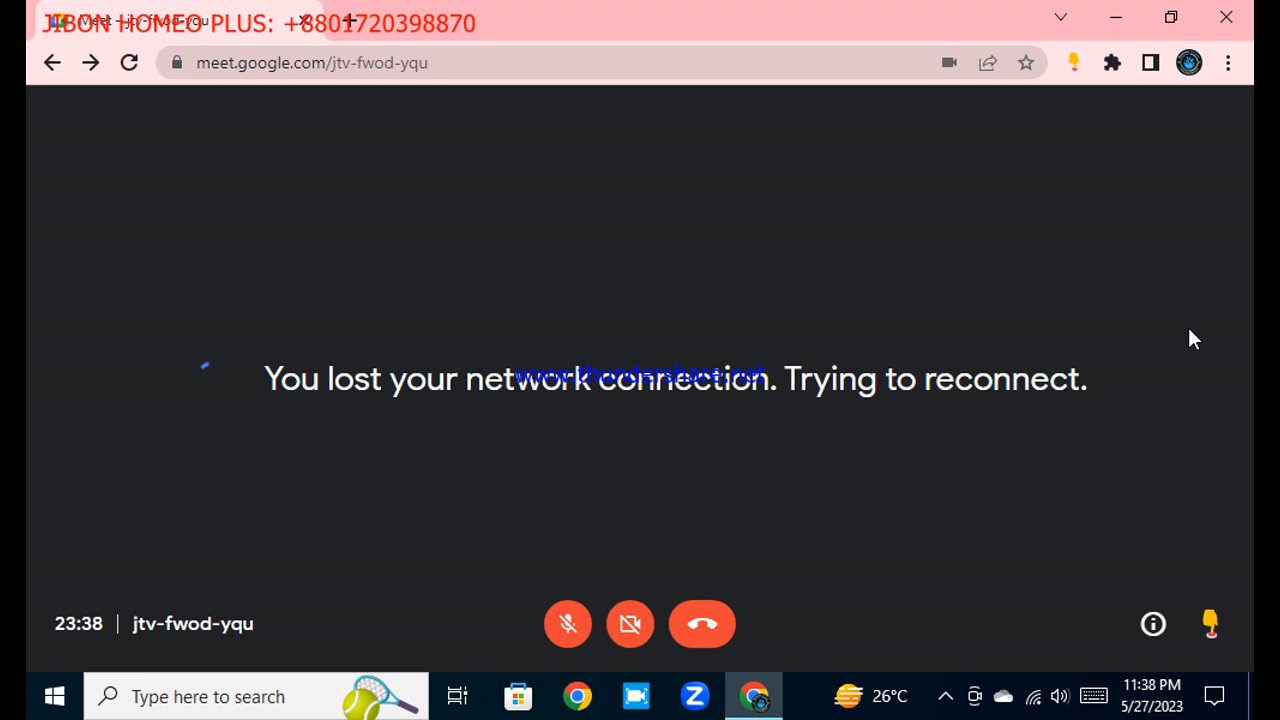 JIBON HOMEO PLUS: +8801720398870
meet.google.com/jtv-fwod-yqu
You lost your network connection. Trying to reconnect.
www.thundershare.net
23:38 | jtv-fwod-yqu
Type here to search
26°C
11:38 PM
5/27/2023